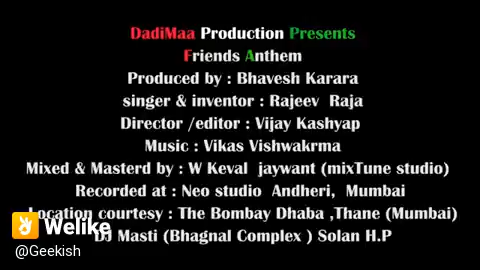 DadiMaa Production Presents
Friends Anthem
Produced by : Bhavesh Karara
singer & inventor : Rajeev Raja
Director /editor : Vijay Kashyap
Music : Vikas Vishwakrma
Mixed & Masterd by : W Keval jaywant (mixTune studio)
Recorded at : Neo studio Andheri, Mumbai
Location courtesy : The Bombay Dhaba ,Thane (Mumbai)
Welike
DJ Masti (Bhagnal Complex ) Solan H.P
@Geekish